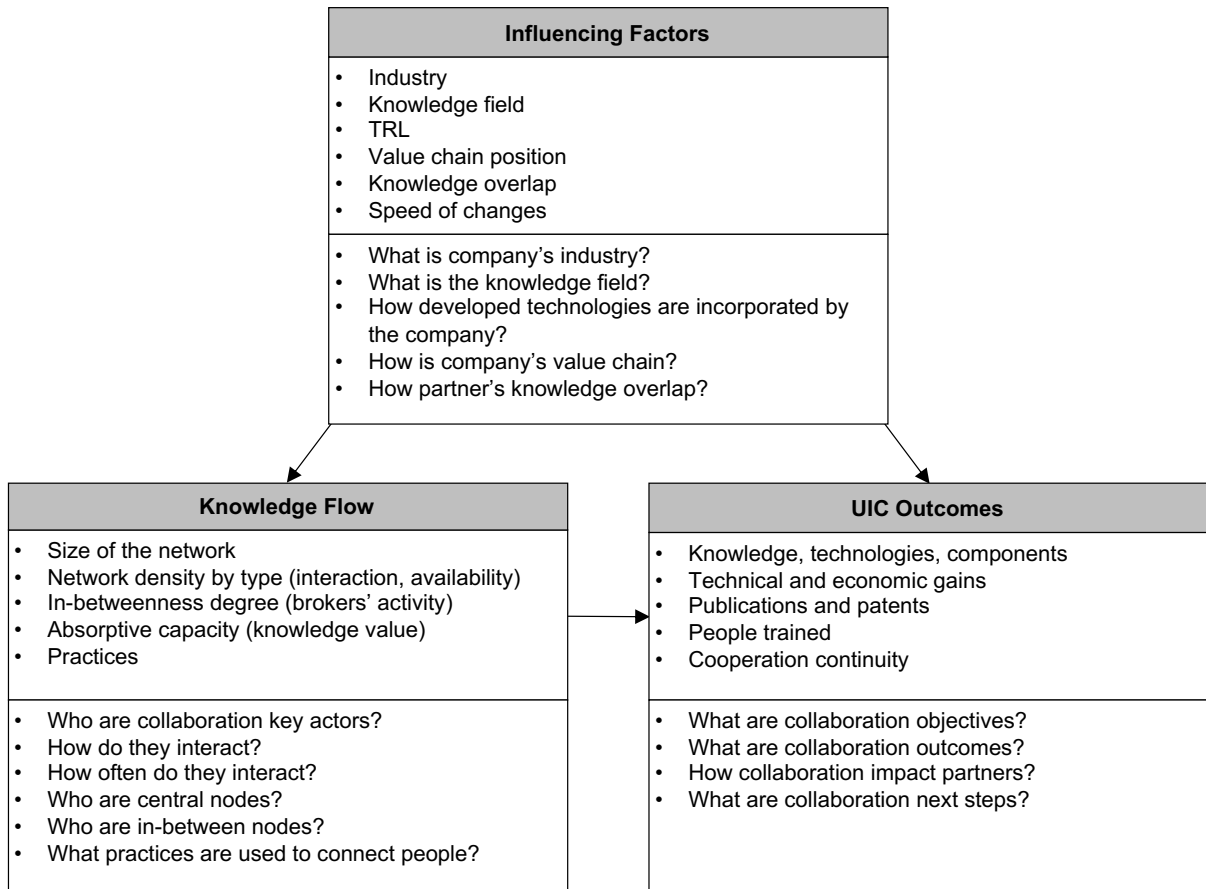 Influencing Factors
• Industry
• Knowledge field
• TRL
• Value chain position
• Knowledge overlap
• Speed of changes
• What is company’s industry?
• What is the knowledge field?
• How developed technologies are incorporated by
the company?
• How is company’s value chain?
• How partner’s knowledge overlap?
Knowledge Flow
• Size of the network
• Network density by type (interaction, availability)
• In-betweenness degree (brokers’ activity)
• Absorptive capacity (knowledge value)
• Practices
• Who are collaboration key actors?
• How do they interact?
• How often do they interact?
• Who are central nodes?
• Who are in-between nodes?
• What practices are used to connect people?
UIC Outcomes
• Knowledge, technologies, components
• Technical and economic gains
• Publications and patents
• People trained
• Cooperation continuity
• What are collaboration objectives?
• What are collaboration outcomes?
• How collaboration impact partners?
• What are collaboration next steps?